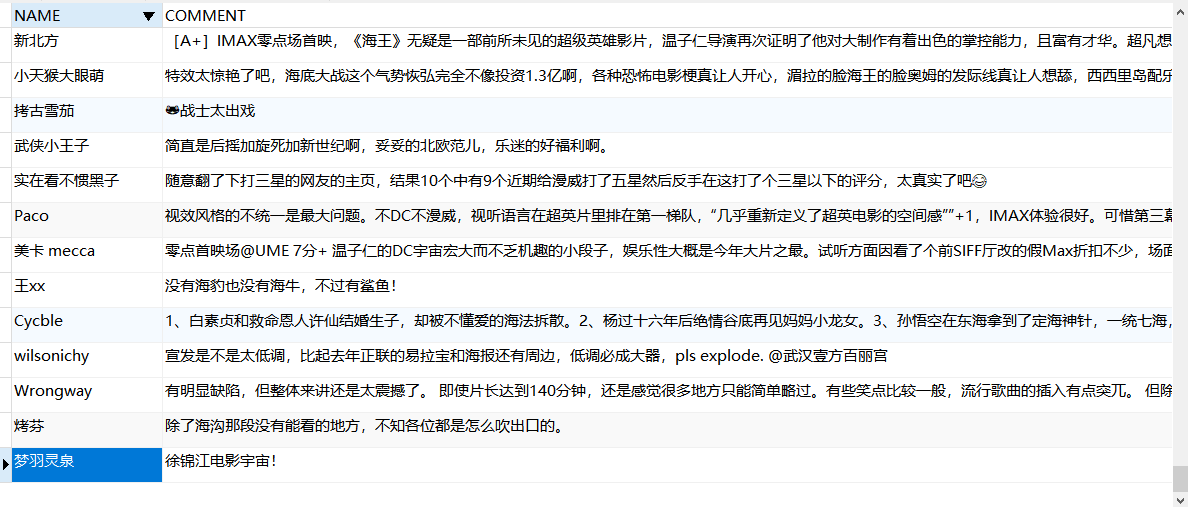 NAME COMMENT
新北方 [A+] IMAX零点场首映，《海王》无疑是一部前所未见的超级英雄影片，温子仁导演再次证明了他对大制作有着出色的掌控能力，且富有才华。超凡想
小天猴大眼萌 特效太惊艳了吧，海底大战这个气势恢弘完全不像投资1.3亿啊，各种恐怖电影梗真让人开心，湄拉的脸海王的脸奥姆的发际线真让人想舔，西西里岛配乐
拷古雪茄 战士太出戏
武侠小王子 简直是后摇加旋死加新世纪啊，妥妥的北欧范儿，乐迷的好福利啊。
实在看不惯黑子 随意翻了下打三星的网友的主页，结果10个中有9个近期给漫威打了五星然后反手在这打了个三星以下的评分，太真实了吧😂
Paco 视效风格的不统一是最大问题。不DC不漫威，视听语言在超英片里排在第一梯队，“几乎重新定义了超英电影的空间感””+1，IMAX体验很好。可惜第三幕
美卡 mecca 零点首映场@UME 7分+ 温子仁的DC宇宙宏大而不乏机趣的小段子，娱乐性大概是今年大片之最。试听方面因看了个前SIFF厅改的假Max折扣不少，场面
王xx 没有海豹也没有海牛，不过有鲨鱼！
Cycble 1、白素贞和救命恩人许仙结婚生子，却被不懂爱的海法拆散。2、杨过十六年后绝情谷底再见妈妈小龙女。3、孙悟空在东海拿到了定海神针，一统七海，
wilsonichy 宣发是不是太低调，比起去年正联的易拉宝和海报还有周边，低调必成大器，pls explode. @武汉壹方百丽宫
Wrongway 有明显缺陷，但整体来讲还是太震撼了。 即使片长达到140分钟，还是感觉很多地方只能简单略过。有些笑点比较一般，流行歌曲的插入有点突兀。 但除
烤芬 除了海沟那段没有能看的地方，不知各位都是怎么吹出口的。
梦羽灵泉 徐锦江电影宇宙！